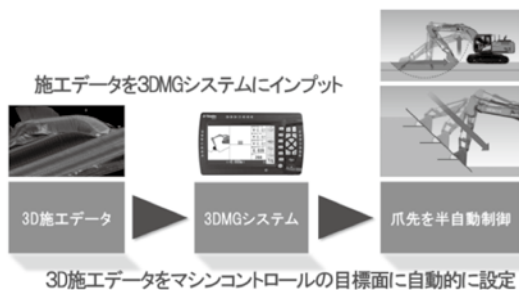 施工データを3DMGシステムにインプット
3D施工データ
3DMGシステム
爪先を半自動制御
3D施工データをマシンコントロールの目標面に自動的に設定